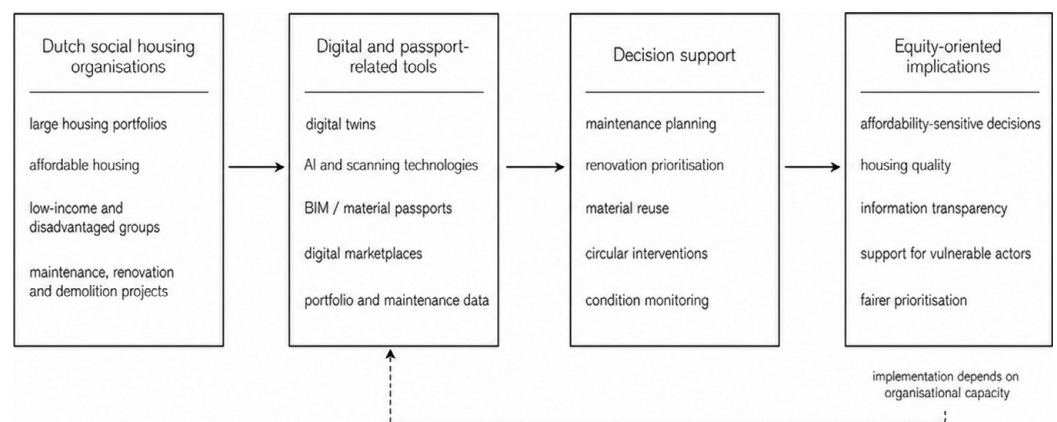 Dutch social housing
organisations
large housing portfolios
affordable housing
low-income and
disadvantaged groups
maintenance, renovation
and demolition projects
Digital and passport-
related tools
digital twins
AI and scanning technologies
BIM / material passports
digital marketplaces
portfolio and maintenance data
Decision support
maintenance planning
renovation prioritisation
material reuse
circular interventions
condition monitoring
Equity-oriented
implications
affordability-sensitive decisions
housing quality
information transparency
support for vulnerable actors
fairer prioritisation
implementation depends on
organisational capacity